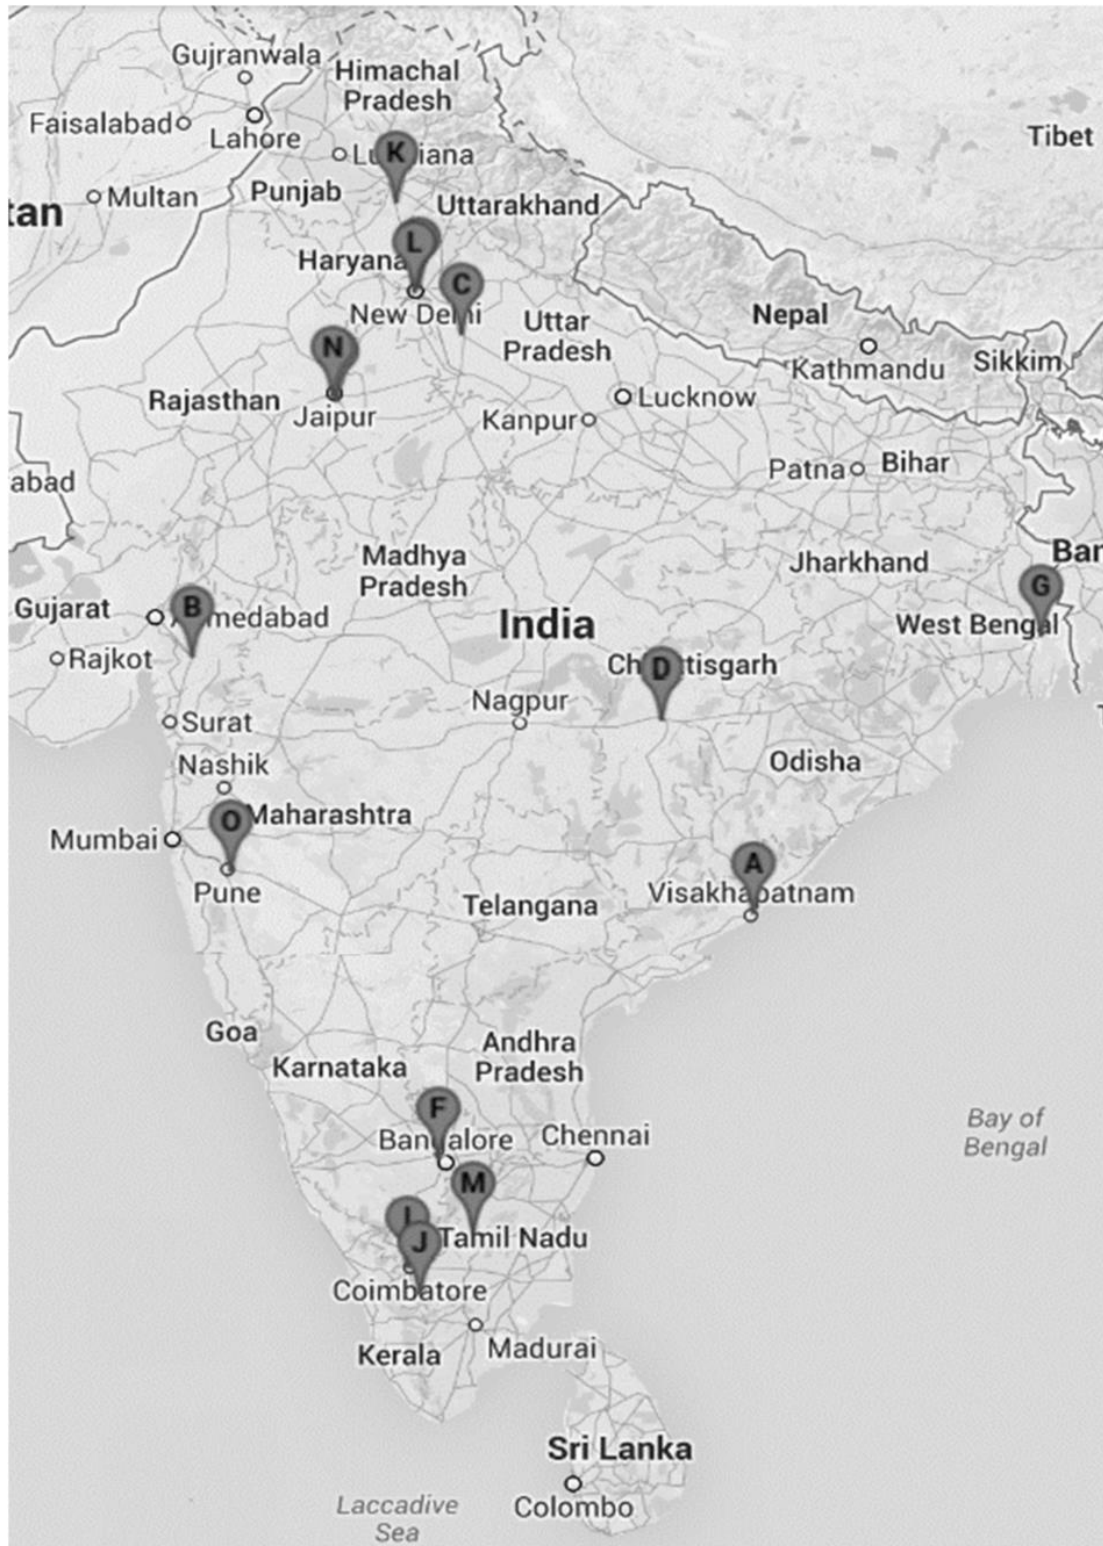 Gujranwala
Himachal
Pradesh
Faisalabad
Lahore
Tibet
K
Multan
Punjab
tan
Uttarakhand
L
Haryana
C
New Delhi
Nepal
Uttar
Pradesh
N
Kathmandu
Sikkim
Rajasthan
Jaipur
Lucknow
Kanpur
Patna
Bihar
abad
Madhya
Pradesh
Jharkhand
Ban
G
Gujarat
B
medabad
India
West Bengal
Rajkot
D
Nagpur
Surat
Nashik
Odisha
O
Maharashtra
Mumbai
A
Pune
Visakhapatnam
Telangana
Goa
Andhra
Pradesh
Karnataka
F
Bangalore
Chennai
Bay of
Bengal
M
J
Tamil Nadu
Coimbatore
Madurai
Kerala
Sri Lanka
Colombo
Laccadive
Sea